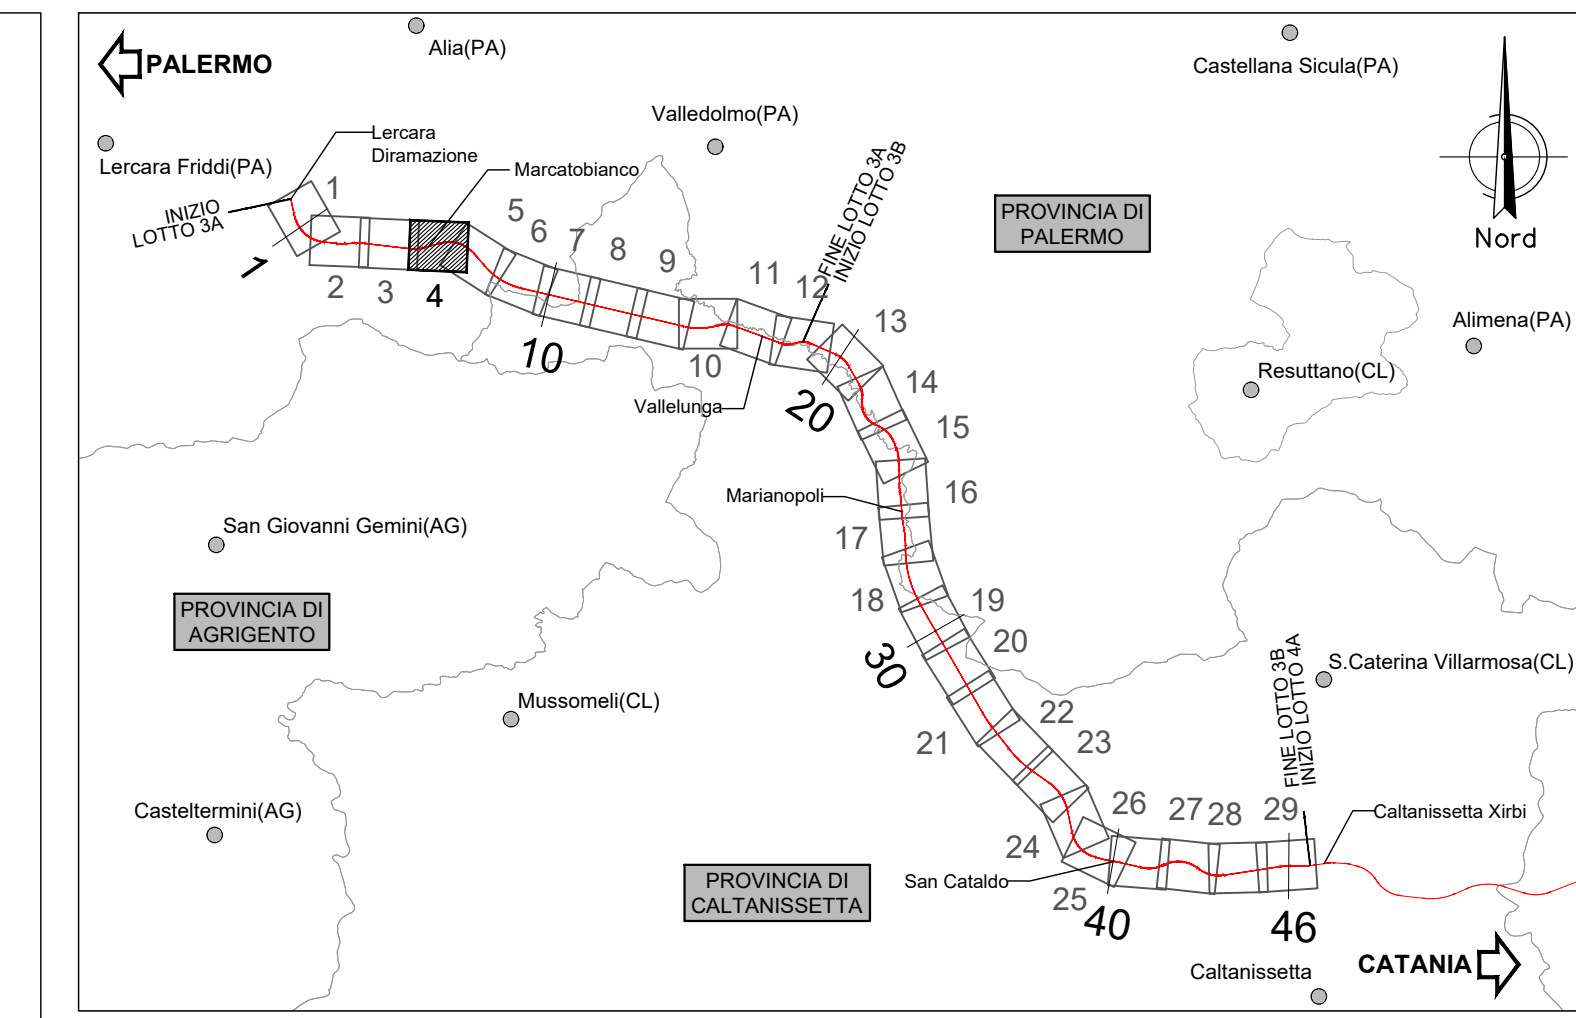 Alia(PA)
PALERMO
Castellana Sicula(PA)
Valledolmo(PA)
Lercara
Diramazione
Lercara Friddi(PA)
Marcatobianco
INIZIO
LOTTO 3A
1
1
2
3
4
5
6
7
8
9
10
10
11
12
FINE LOTTO 3A
INIZIO LOTTO 3B
PROVINCIA DI
PALERMO
Nord
13
Alimena(PA)
Resuttano(CL)
14
Vallelunga
20
15
Marianopoli
16
San Giovanni Gemini(AG)
17
PROVINCIA DI
AGRIGENTO
18
19
20
30
S.Caterina Villarmosa(CL)
Mussomeli(CL)
21
22
23
FINE LOTTO 3B
INIZIO LOTTO 4A
Casteltermini(AG)
26
27
28
29
Caltanissetta Xirbi
24
San Cataldo
25
PROVINCIA DI
CALTANISSETTA
40
46
CATANIA
Caltanissetta